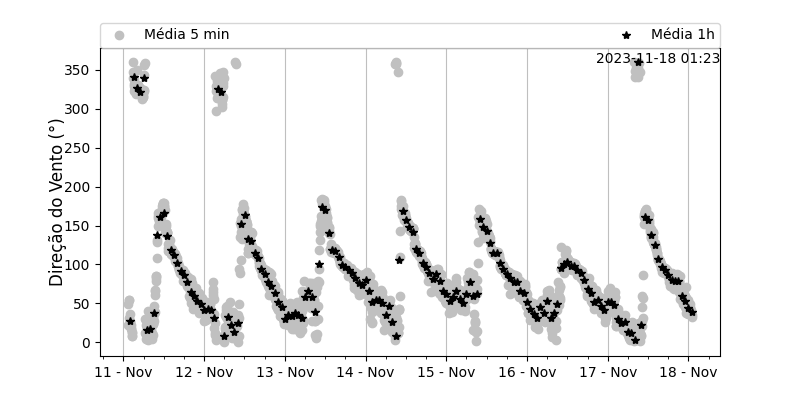 Média 5 min
Média 1h
2023-11-18 01:23
Direção do Vento (°)
350
300
250
200
150
100
50
0
11 - Nov
12 - Nov
13 - Nov
14 - Nov
15 - Nov
16 - Nov
17 - Nov
18 - Nov